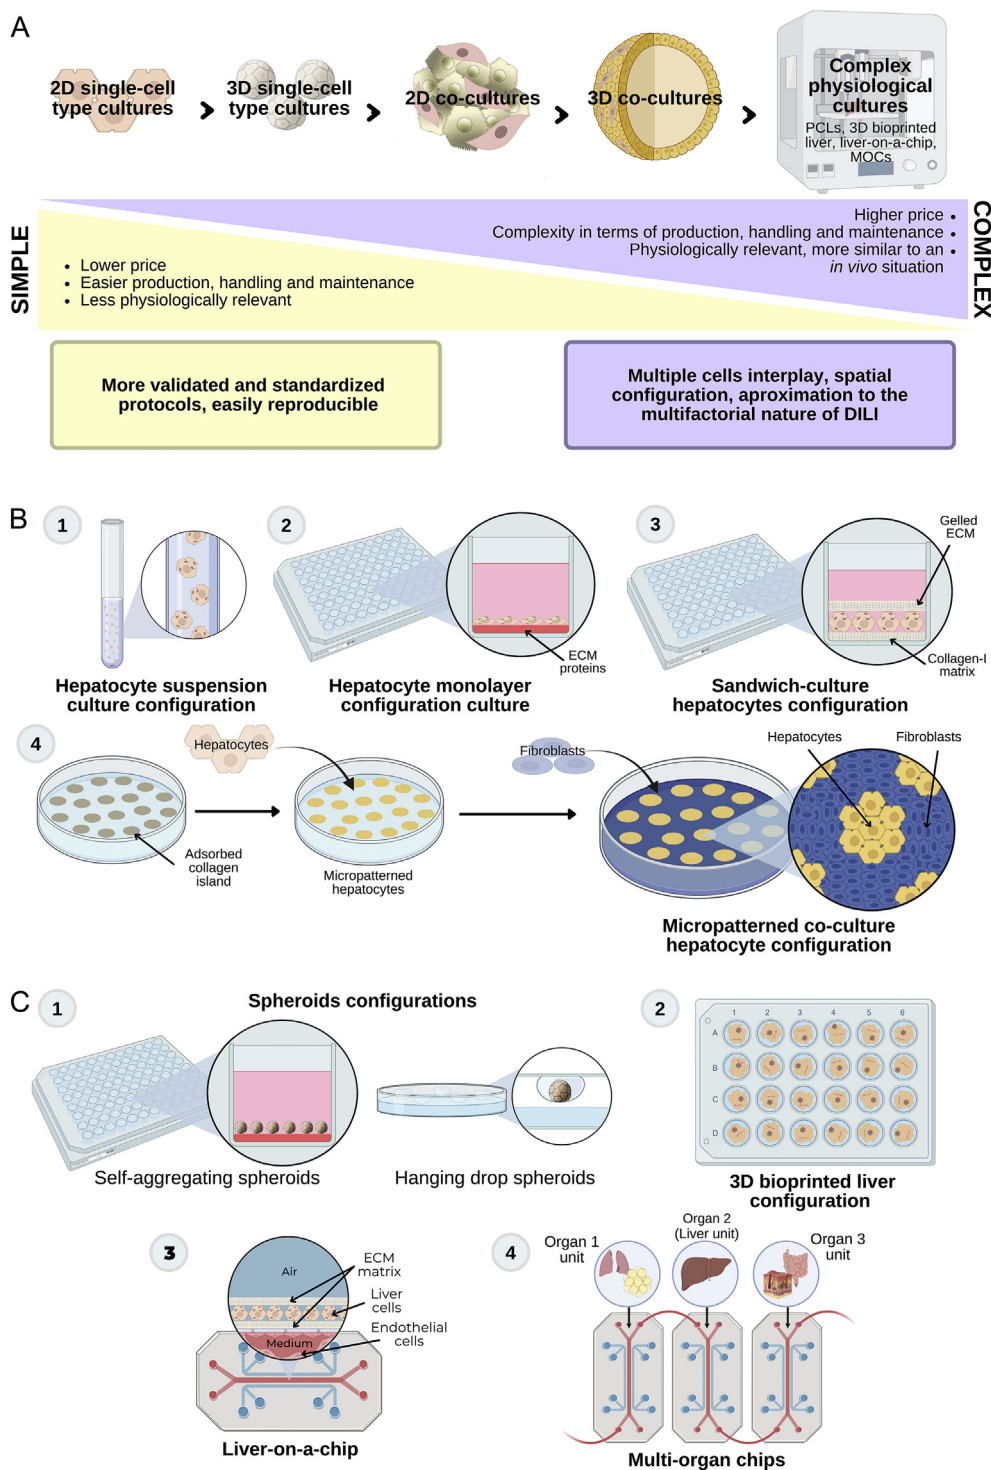 A
2D single-cell
type cultures
3D single-cell
type cultures
2D co-cultures
3D co-cultures
Complex
physiological
cultures
PCLs, 3D bioprinted
liver, liver-on-a-chip,
MOCs
SIMPLE
COMPLEX
Higher price •
Complexity in terms of production, handling and maintenance •
Physiologically relevant, more similar to an •
in vivo situation
• Lower price
• Easier production, handling and maintenance
• Less physiologically relevant
More validated and standardized
protocols, easily reproducible
Multiple cells interplay, spatial
configuration, aproximation to the
multifactorial nature of DILI
B
1
Hepatocyte suspension
culture configuration
2
ECM
proteins
Hepatocyte monolayer
configuration culture
3
Gelled
ECM
Collagen-I
matrix
Sandwich-culture
hepatocytes configuration
4
Adsorbed
collagen
island
Hepatocytes
Micropatterned
hepatocytes
Fibroblasts
Hepatocytes
Fibroblasts
Micropatterned co-culture
hepatocyte configuration
C
1
Spheroids configurations
Self-aggregating spheroids
Hanging drop spheroids
2
1 2 3 4 5 6
A
B
C
D
3D bioprinted liver
configuration
3
Air
Medium
ECM
matrix
Liver
cells
Endothelial
cells
Liver-on-a-chip
4
Organ 1
unit
Organ 2
(Liver unit)
Organ 3
unit
Multi-organ chips